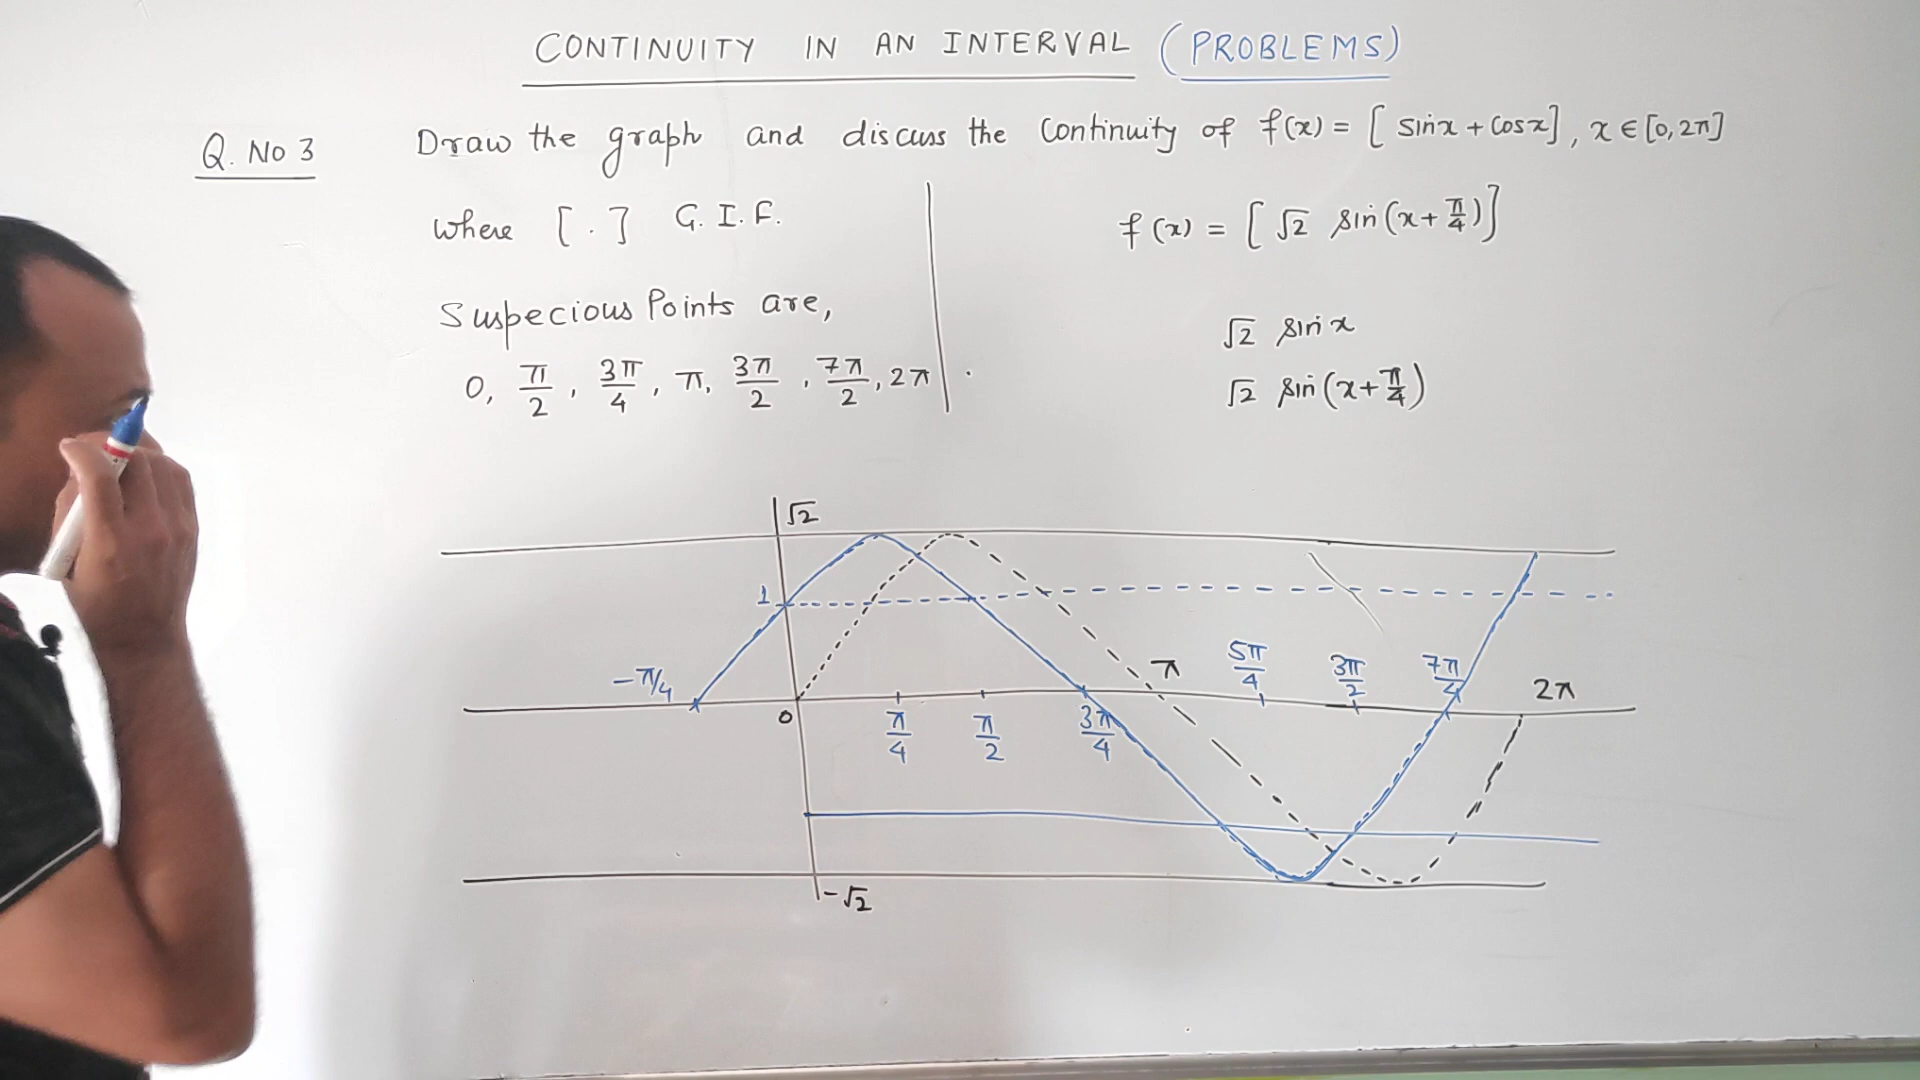 CONTINUITY IN AN INTERVAL (PROBLEMS)
Q. No 3 Draw the graph and discuss the Continuity of f(x) = [ sinx + cosx ], x ∈ [0, 2π]
where [ . ] G. I. F.
f(x) = [ √2 sin(x + π/4) ]
Suspecious Points are,
0, π/2, 3π/4, π, 3π/2, 7π/2, 2π.
√2 sin x
√2 sin(x + π/4)
√2
1
-π/4 π 5π/4 3π/2 7π/4 2π
0 π/4 π/2 3π/4
-√2